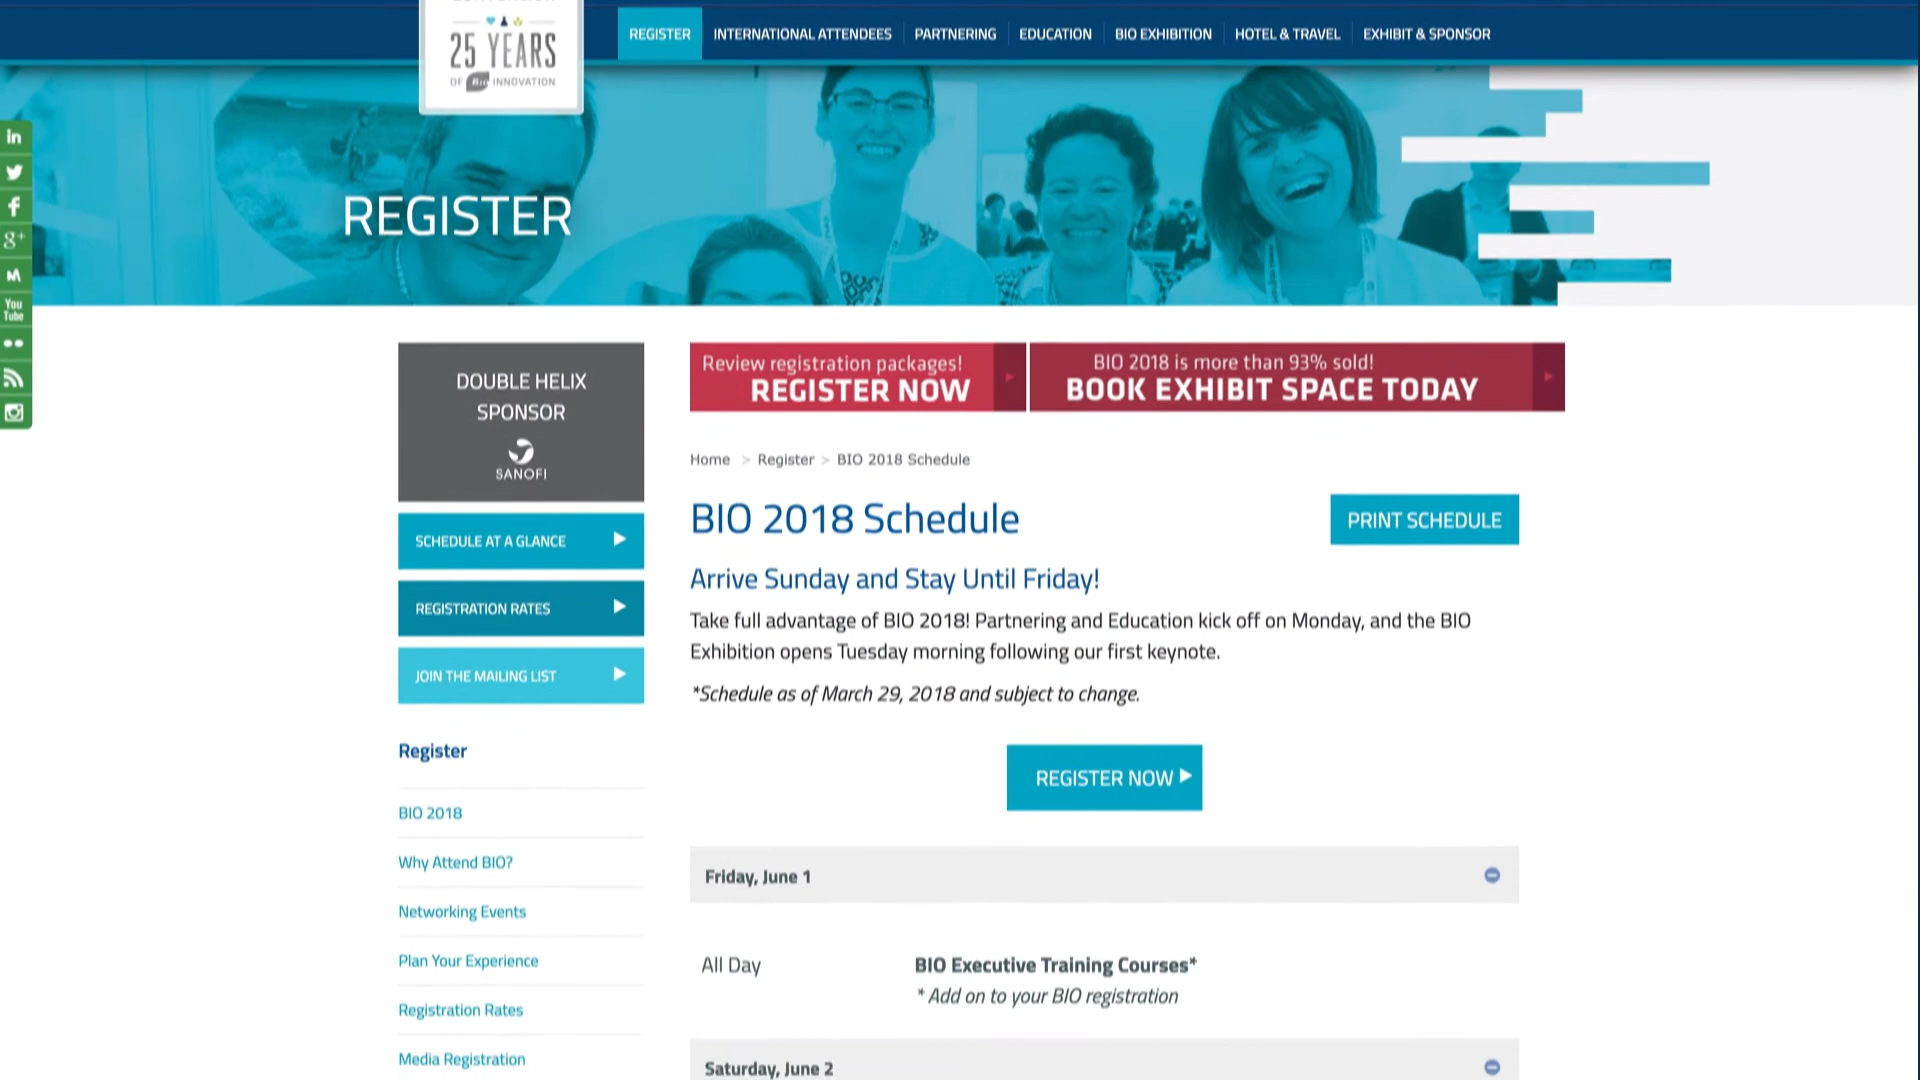 25 YEARS
OF Bio INNOVATION
REGISTER
INTERNATIONAL ATTENDEES
PARTNERING
EDUCATION
BIO EXHIBITION
HOTEL & TRAVEL
EXHIBIT & SPONSOR
in
f
g+
You
Tube
REGISTER
DOUBLE HELIX
SPONSOR
SANOFI
SCHEDULE AT A GLANCE
REGISTRATION RATES
JOIN THE MAILING LIST
Register
BIO 2018
Why Attend BIO?
Networking Events
Plan Your Experience
Registration Rates
Media Registration
Review registration packages!
REGISTER NOW
BIO 2018 is more than 93% sold!
BOOK EXHIBIT SPACE TODAY
Home > Register > BIO 2018 Schedule
BIO 2018 Schedule
PRINT SCHEDULE
Arrive Sunday and Stay Until Friday!
Take full advantage of BIO 2018! Partnering and Education kick off on Monday, and the BIO
Exhibition opens Tuesday morning following our first keynote.
*Schedule as of March 29, 2018 and subject to change.
REGISTER NOW
Friday, June 1
All Day
BIO Executive Training Courses*
* Add on to your BIO registration
Saturday, June 2